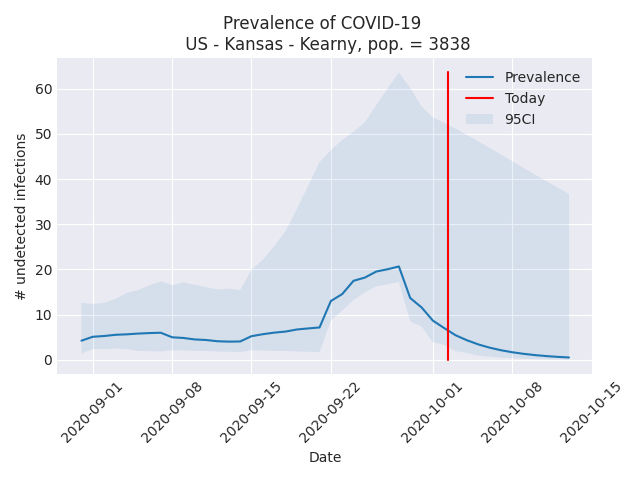 Prevalence of COVID-19
US - Kansas - Kearny, pop. = 3838
Prevalence
Today
95CI
# undetected infections
60
50
40
30
20
10
0
2020-09-01
2020-09-08
2020-09-15
2020-09-22
2020-10-01
2020-10-08
2020-10-15
Date